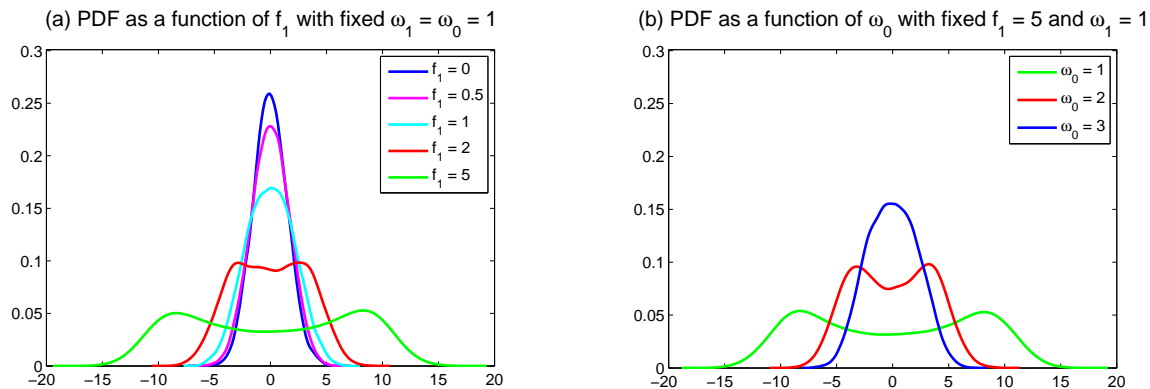 (a) PDF as a function of f₁ with fixed ω₁ = ω₀ = 1
0.3
0.25
0.2
0.15
0.1
0.05
0
−20 −15 −10 −5 0 5 10 15 20
f₁ = 0
f₁ = 0.5
f₁ = 1
f₁ = 2
f₁ = 5
(b) PDF as a function of ω₀ with fixed f₁ = 5 and ω₁ = 1
0.3
0.25
0.2
0.15
0.1
0.05
0
−20 −15 −10 −5 0 5 10 15 20
ω₀ = 1
ω₀ = 2
ω₀ = 3